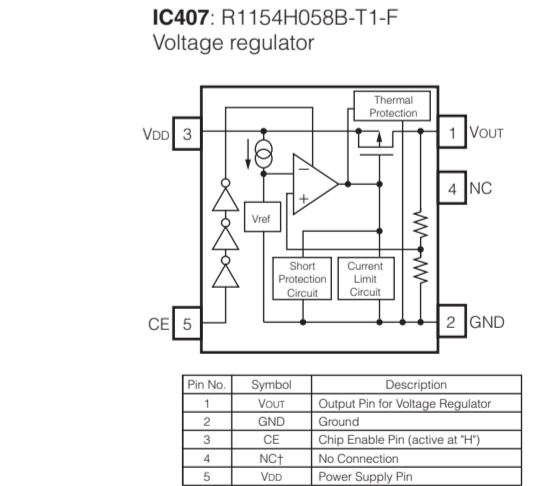 IC407: R1154H058B-T1-F
Voltage regulator
Thermal
Protection
VDD 3
1 VOUT
4 NC
−
+
Vref
Short
Protection
Circuit
Current
Limit
Circuit
CE 5
2 GND
Pin No. Symbol Description
1 VOUT Output Pin for Voltage Regulator
2 GND Ground
3 CE Chip Enable Pin (active at "H")
4 NC† No Connection
5 VDD Power Supply Pin